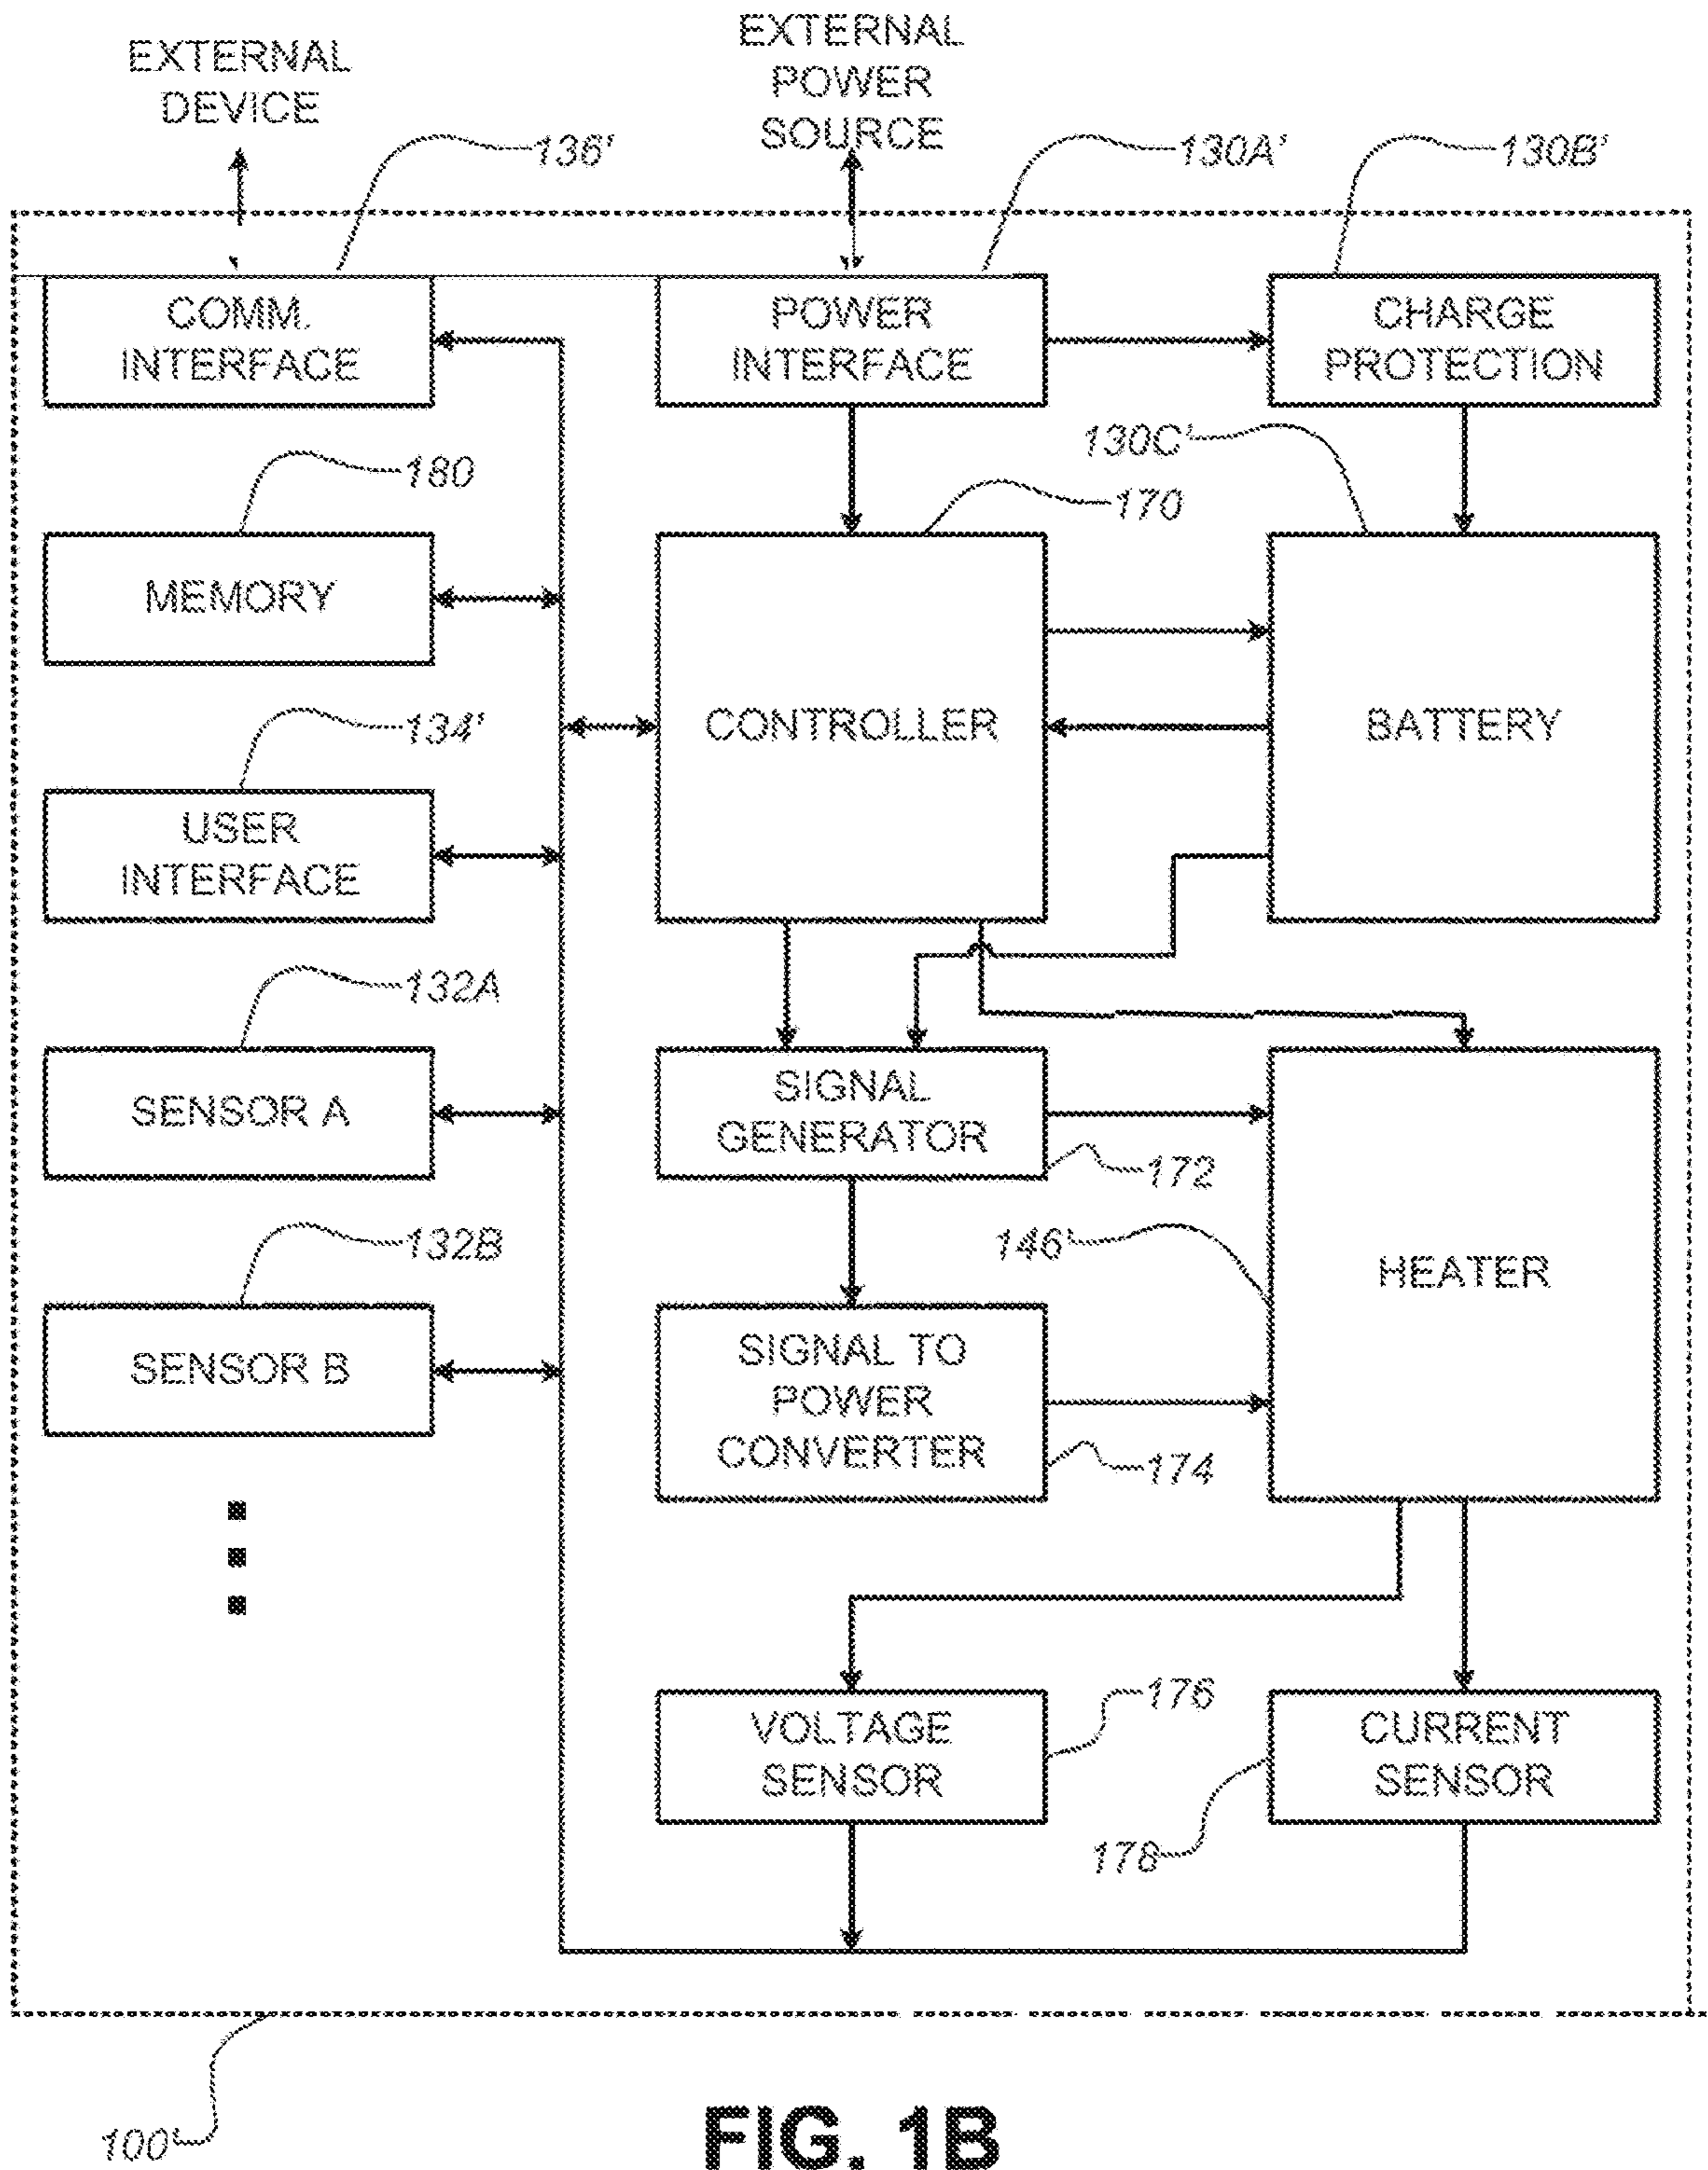 EXTERNAL
DEVICE
EXTERNAL
POWER
SOURCE
136'
130A'
130B'
COMM.
INTERFACE
POWER
INTERFACE
CHARGE
PROTECTION
180
130C'
170
MEMORY
CONTROLLER
BATTERY
134'
USER
INTERFACE
132A
SENSOR A
SIGNAL
GENERATOR
172
132B
146'
HEATER
SENSOR B
SIGNAL TO
POWER
CONVERTER
174
176
VOLTAGE
SENSOR
CURRENT
SENSOR
178
100'
FIG. 1B